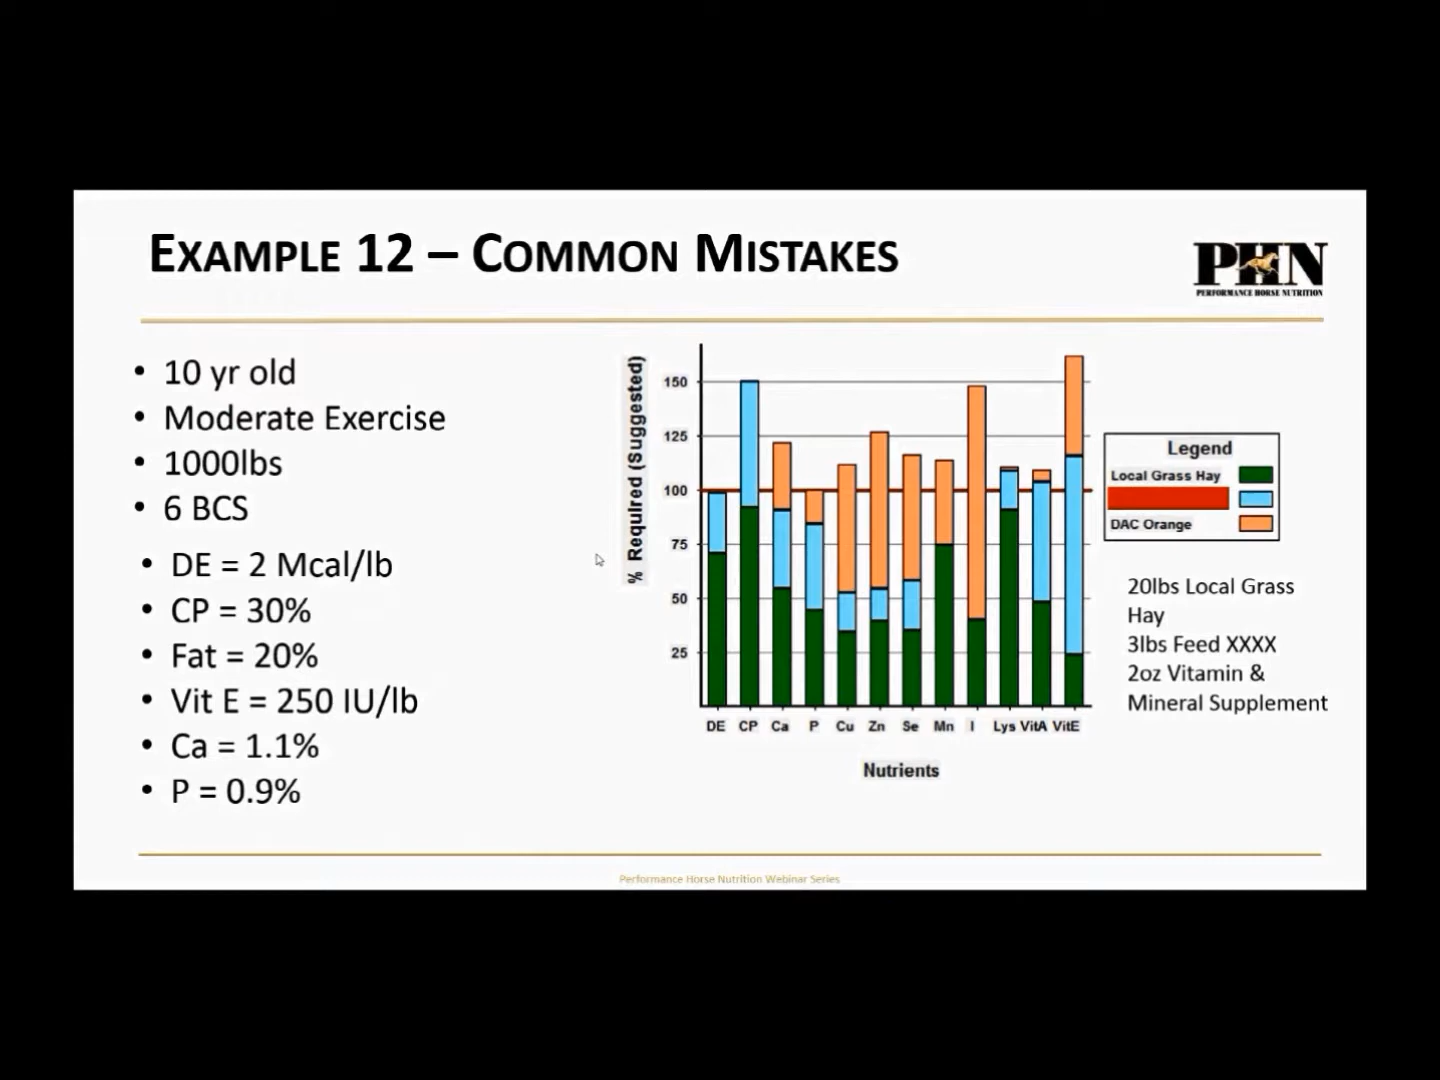 EXAMPLE 12 – COMMON MISTAKES
PHN
PERFORMANCE HORSE NUTRITION
• 10 yr old
• Moderate Exercise
• 1000lbs
• 6 BCS
• DE = 2 Mcal/lb
• CP = 30%
• Fat = 20%
• Vit E = 250 IU/lb
• Ca = 1.1%
• P = 0.9%
% Required (Suggested)
150
125
100
75
50
25
DE CP Ca P Cu Zn Se Mn I Lys VitA VitE
Nutrients
Legend
Local Grass Hay
DAC Orange
20lbs Local Grass
Hay
3lbs Feed XXXX
2oz Vitamin &
Mineral Supplement
Performance Horse Nutrition Webinar Series